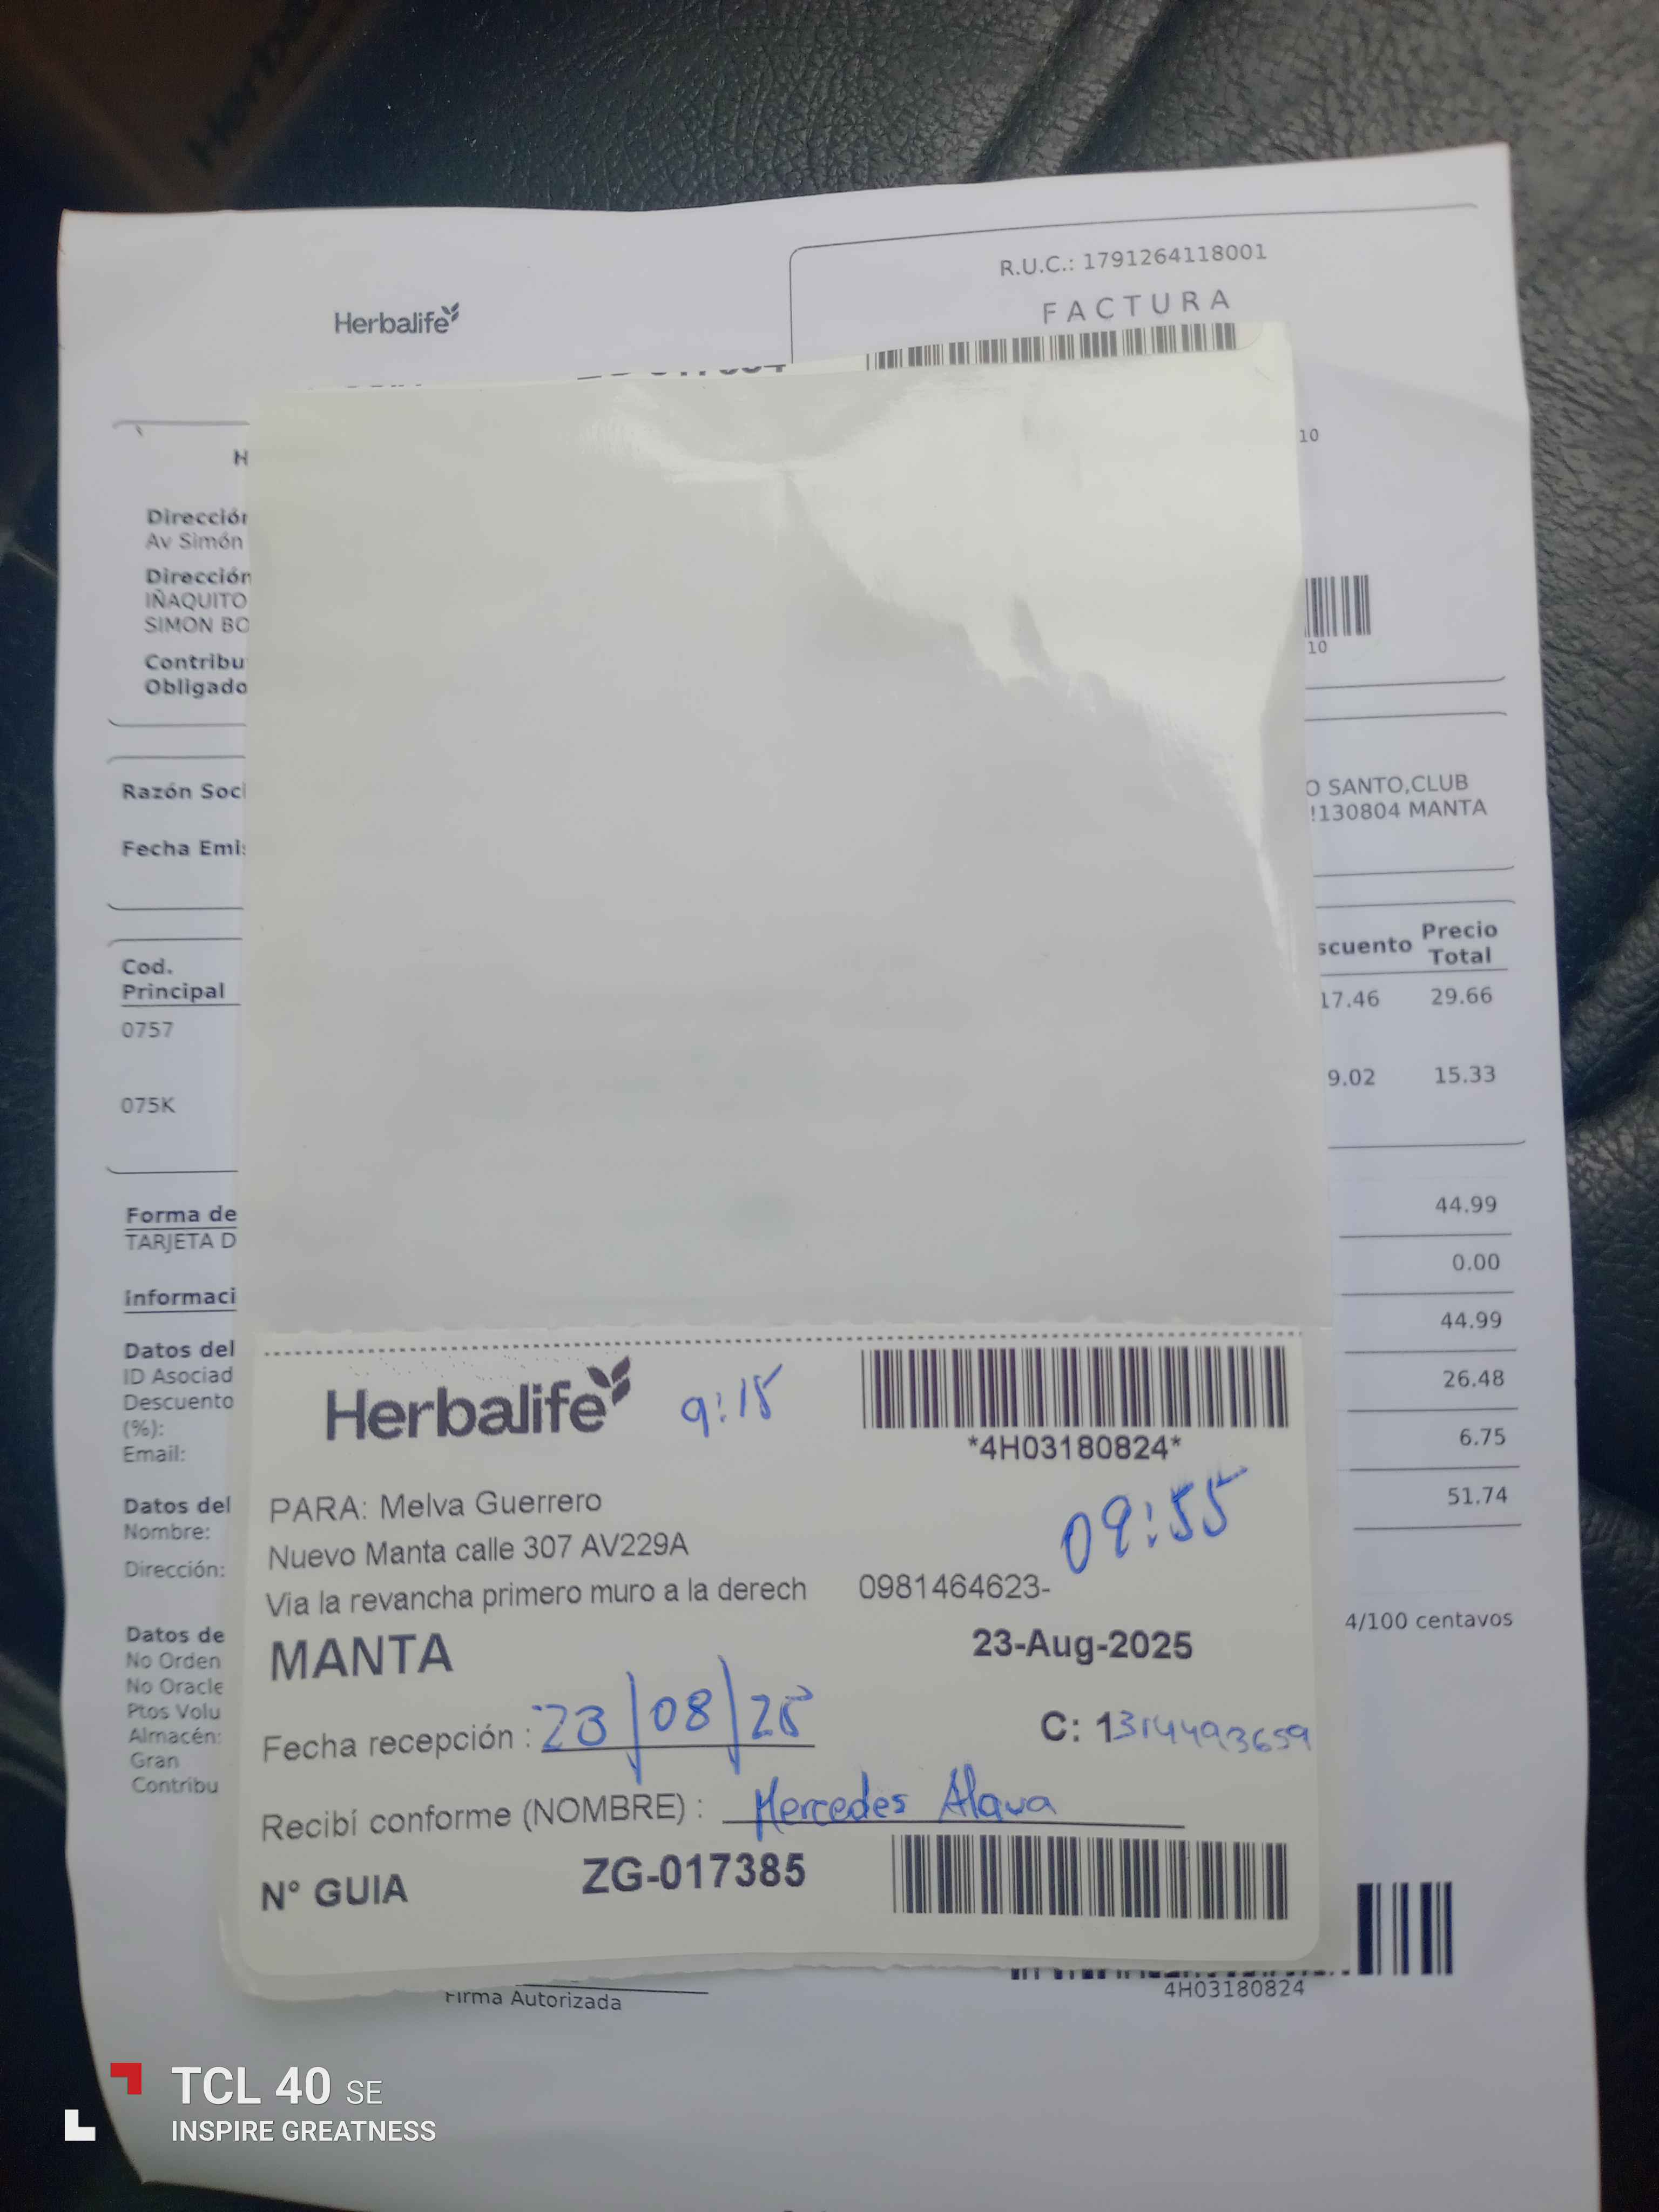 Herbalife
R.U.C.: 1791264118001
FACTURA
10
Dirección
Av Simón
Dirección
IÑAQUITO
SIMON BO
10
Contribu
Obligado
Razón Soci
O SANTO,CLUB
130804 MANTA
Fecha Emi
scuento Precio Total
Cod. Principal
0757 17.46 29.66
075K 9.02 15.33
Forma de
TARJETA D
44.99
0.00
Informaci
44.99
Datos del
ID Asociad
Descuento
(%):
Email:
26.48
6.75
51.74
Datos del
Nombre:
Dirección:
4/100 centavos
Datos de
No Orden
No Oracle
Ptos Volu
Almacén:
Gran
Contribu
Herbalife 9:15
*4H03180824*
PARA: Melva Guerrero
09:55
Nuevo Manta calle 307 AV229A
Via la revancha primero muro a la derech 0981464623-
MANTA 23-Aug-2025
Fecha recepción : 23/08/25 C: 1314493659
Recibí conforme (NOMBRE) : Mercedes Alava
N° GUIA ZG-017385
4H03180824
Firma Autorizada
TCL 40 SE
INSPIRE GREATNESS